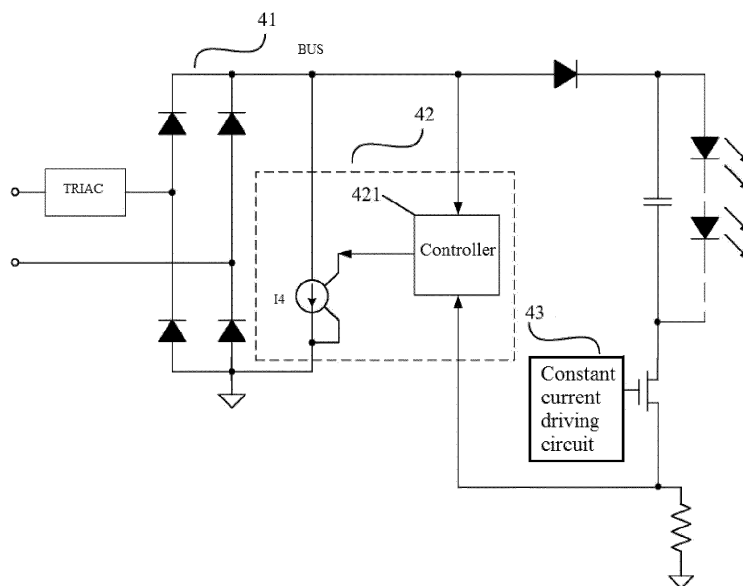 41
BUS
42
TRIAC
421
Controller
I4
43
Constant
current
driving
circuit